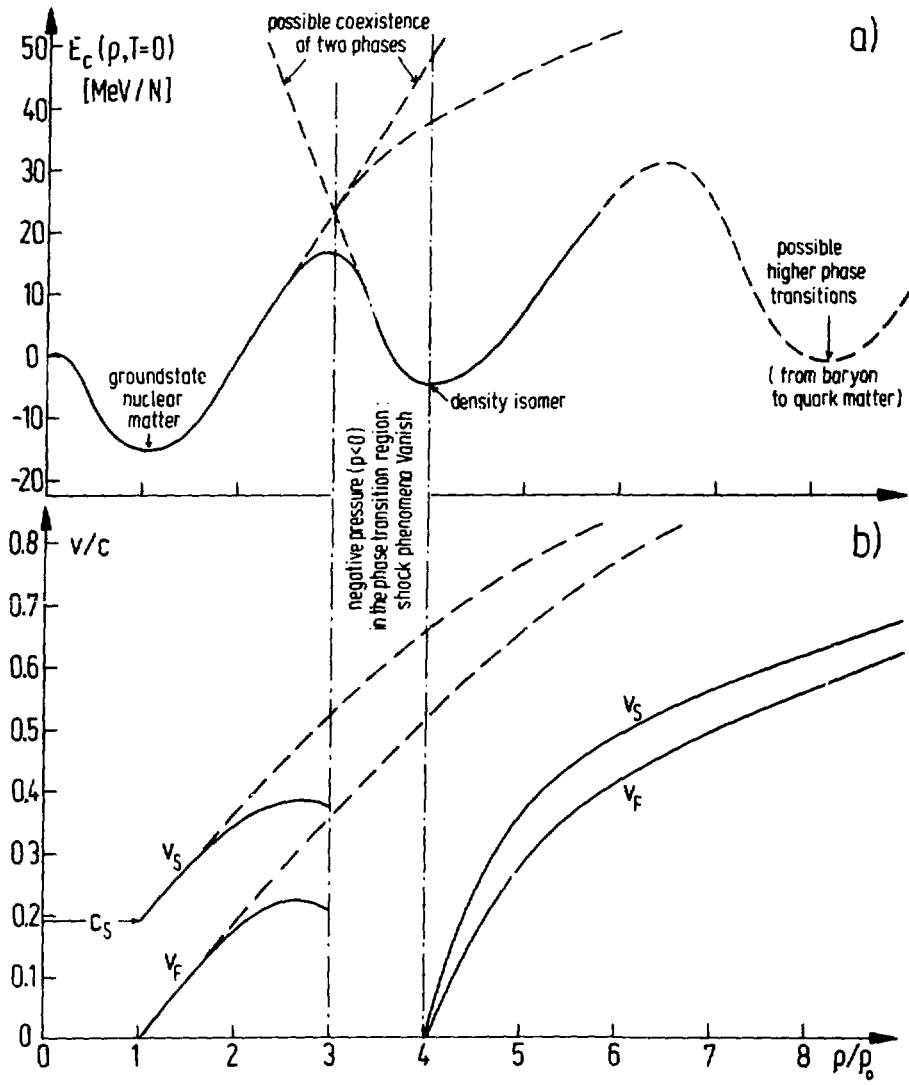 possible coexistence
of two phases
a)
E_c(ρ,T=0)
[MeV/N]
50
40
30
20
10
0
-10
-20
groundstate
nuclear
matter
density isomer
possible
higher phase
transitions
( from baryon
to quark matter)
negative pressure (p<0)
in the phase transition region:
shock phenomena Vanish
b)
v/c
0.8
0.7
0.6
0.5
0.4
0.3
0.2
0.1
0
c_S
v_S
v_F
v_S
v_F
0 1 2 3 4 5 6 7 8 ρ/ρ_o